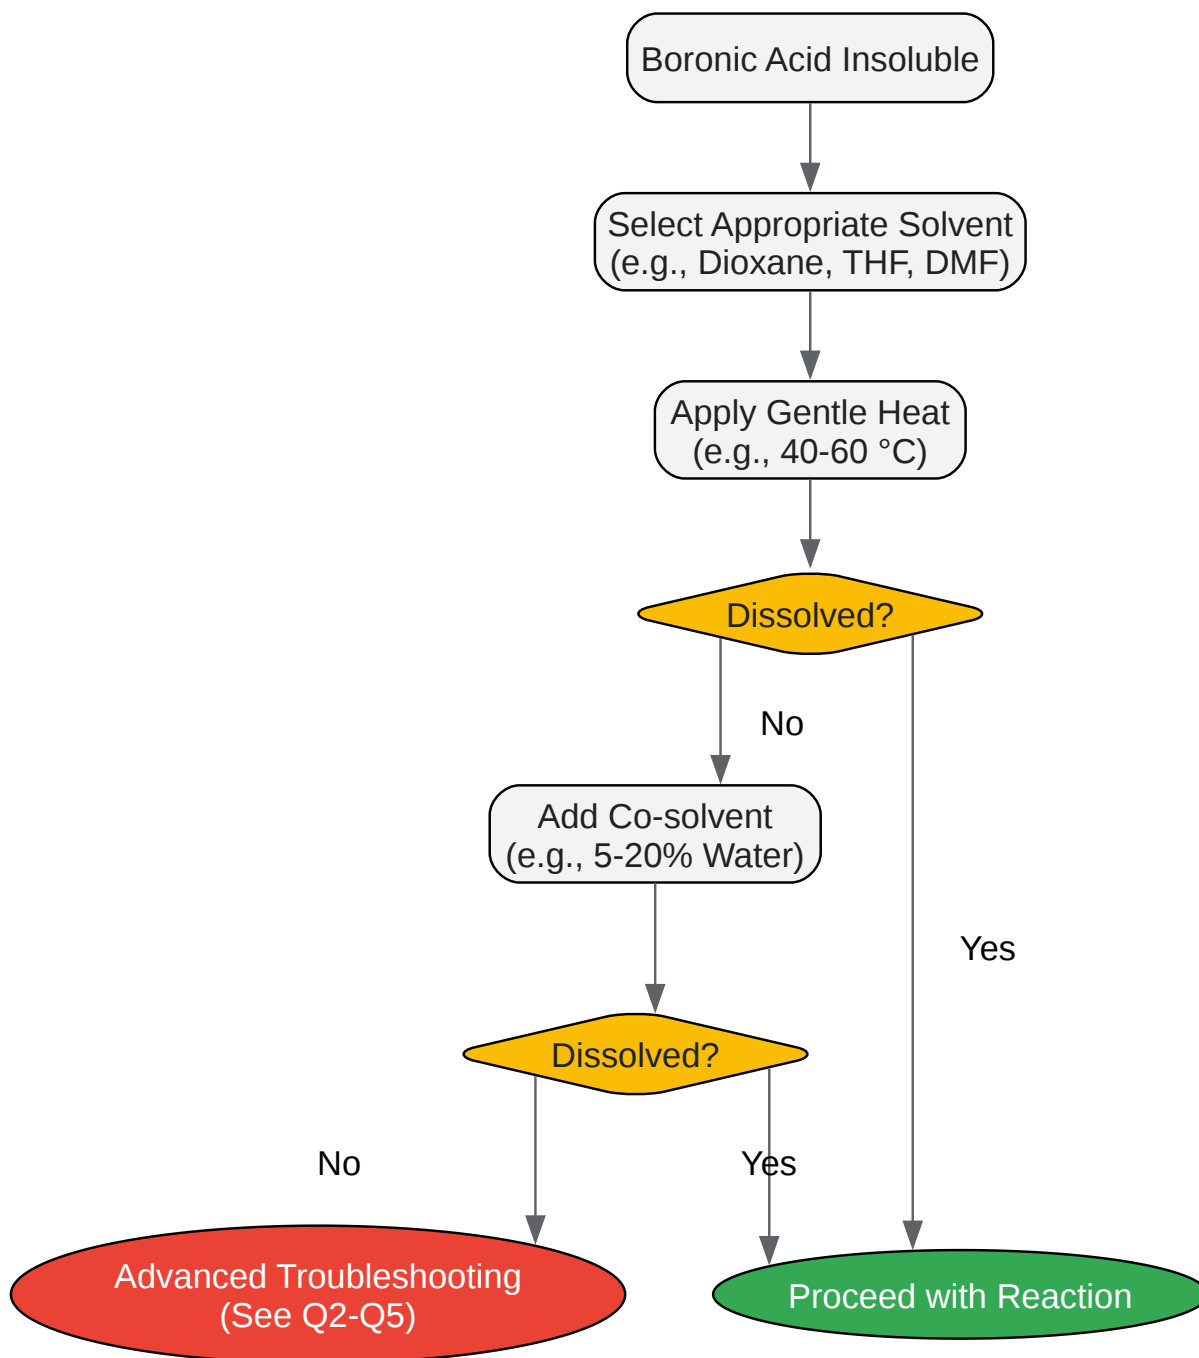 Boronic Acid Insoluble
Select Appropriate Solvent
(e.g., Dioxane, THF, DMF)
Apply Gentle Heat
(e.g., 40-60 °C)
Dissolved?
No
Add Co-solvent
(e.g., 5-20% Water)
Yes
Dissolved?
No
Yes
Advanced Troubleshooting
(See Q2-Q5)
Proceed with Reaction